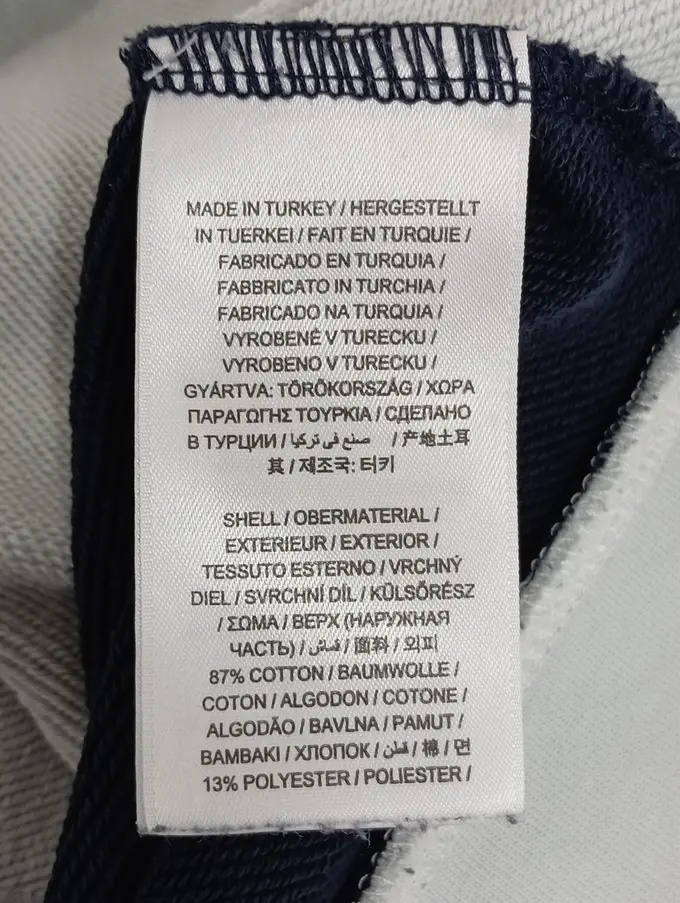 MADE IN TURKEY / HERGESTELLT
IN TUERKEI / FAIT EN TURQUIE /
FABRICADO EN TURQUIA /
FABBRICATO IN TURCHIA /
FABRICADO NA TURQUIA /
VYROBENÉ V TURECKU /
VYROBENO V TURECKU /
GYÁRTVA: TÖRÖKORSZÁG / ΧΩΡΑ
ΠΑΡΑΓΩΓΗΣ ΤΟΥΡΚΙΑ / СДЕЛАНО
В ТУРЦИИ / صنع في تركيا / 产地土耳
其 / 제조국: 터키
SHELL / OBERMATERIAL /
EXTERIEUR / EXTERIOR /
TESSUTO ESTERNO / VRCHNÝ
DIEL / SVRCHNÍ DÍL / KÜLSŐRÉSZ
/ ΣΩΜΑ / ВЕРХ (НАРУЖНАЯ
ЧАСТЬ) / قماش / 面料 / 외피
87% COTTON / BAUMWOLLE /
COTON / ALGODON / COTONE /
ALGODÃO / BAVLNA / PAMUT /
ΒΑΜΒΑΚΙ / ХЛОПОК / قطن / 棉 / 면
13% POLYESTER / POLIESTER /